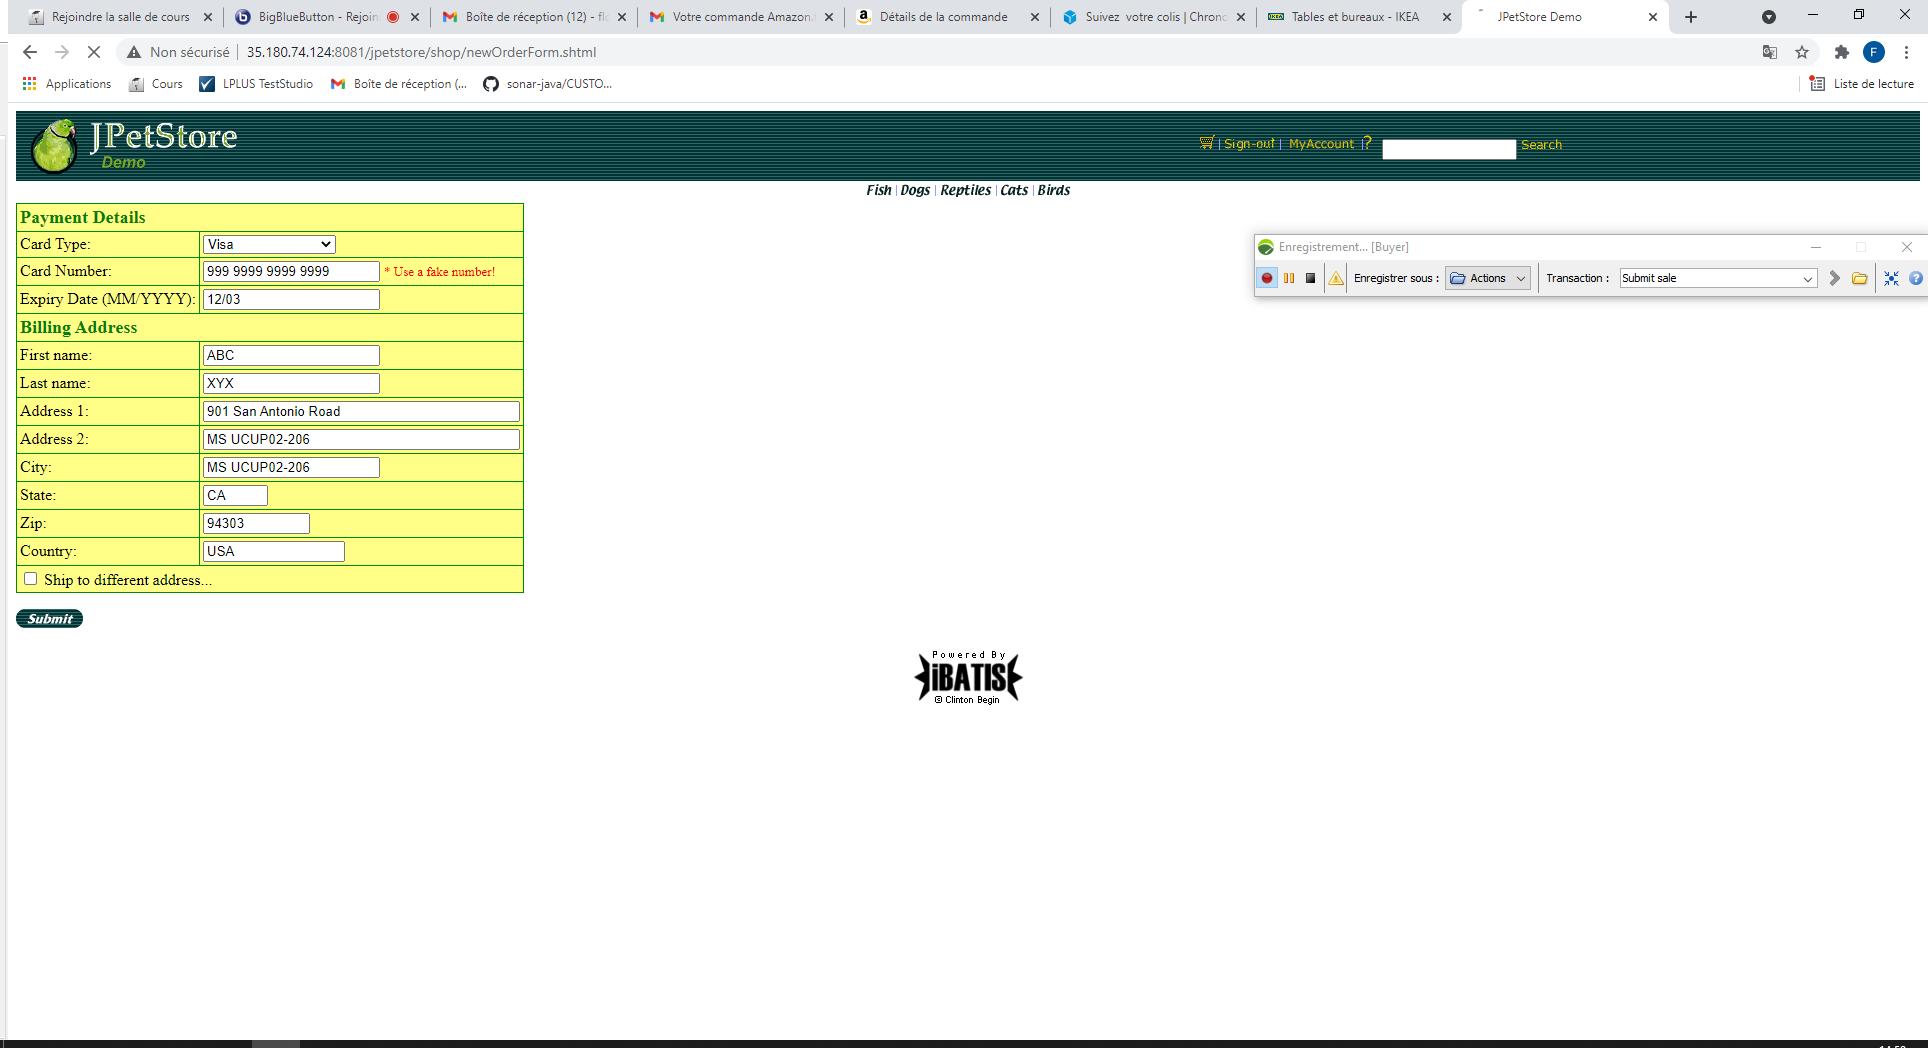 Rejoindre la salle de cours
BigBlueButton - Rejoin
Boîte de réception (12) - flo
Votre commande Amazon.f
Détails de la commande
Suivez votre colis | Chrono
Tables et bureaux - IKEA
JPetStore Demo
Non sécurisé
35.180.74.124:8081/jpetstore/shop/newOrderForm.shtml
F
Applications
Cours
LPLUS TestStudio
Boîte de réception (...
sonar-java/CUSTO...
Liste de lecture
JPetStore
Demo
| Sign-out | MyAccount | ?
Search
Fish | Dogs | Reptiles | Cats | Birds
Payment Details
Card Type: Visa
Card Number: 999 9999 9999 9999 * Use a fake number!
Expiry Date (MM/YYYY): 12/03
Billing Address
First name: ABC
Last name: XYX
Address 1: 901 San Antonio Road
Address 2: MS UCUP02-206
City: MS UCUP02-206
State: CA
Zip: 94303
Country: USA
Ship to different address...
Submit
Enregistrement... [Buyer]
Enregistrer sous : Actions Transaction : Submit sale
Powered By
iBATIS
© Clinton Begin